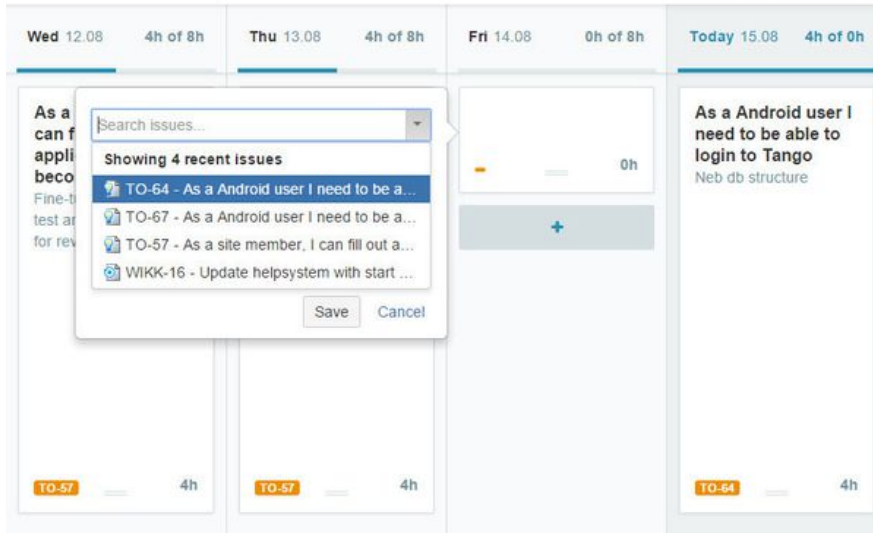 Wed 12.08 4h of 8h
Thu 13.08 4h of 8h
Fri 14.08 0h of 8h
Today 15.08 4h of 0h
As a
can f
appli
beco
Fine-t
test an
for rev
TO-57 4h
Search issues...
Showing 4 recent issues
TO-64 - As a Android user I need to be a...
TO-67 - As a Android user I need to be a...
TO-57 - As a site member, I can fill out a...
WIKK-16 - Update helpsystem with start ...
Save Cancel
TO-57 4h
0h
+
As a Android user I
need to be able to
login to Tango
Neb db structure
TO-64 4h